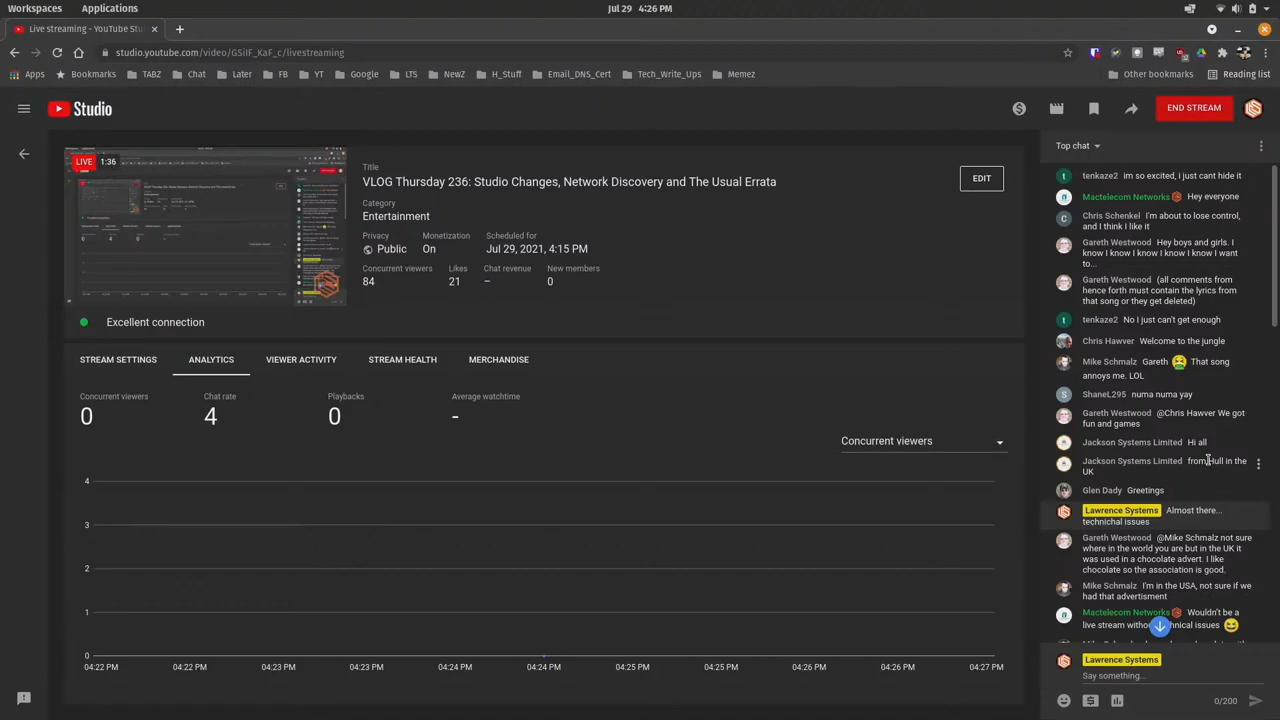 Workspaces Applications Jul 29 4:26 PM
Live streaming - YouTube Stu
studio.youtube.com/video/GSiIF_KaF_c/livestreaming
Apps Bookmarks TABZ Chat Later FB YT Google LTS NewZ H_Stuff Email_DNS_Cert Tech_Write_Ups Memez Other bookmarks Reading list
Studio
END STREAM
LIVE 1:36
Title
VLOG Thursday 236: Studio Changes, Network Discovery and The Usual Errata
EDIT
Category
Entertainment
Privacy Monetization Scheduled for
Public On Jul 29, 2021, 4:15 PM
Concurrent viewers Likes Chat revenue New members
84 21 – 0
Excellent connection
STREAM SETTINGS ANALYTICS VIEWER ACTIVITY STREAM HEALTH MERCHANDISE
Concurrent viewers Chat rate Playbacks Average watchtime
0 4 0 -
Concurrent viewers
4
3
2
1
0
04:22 PM 04:22 PM 04:23 PM 04:23 PM 04:24 PM 04:24 PM 04:25 PM 04:25 PM 04:26 PM 04:26 PM 04:27 PM
Top chat
tenkaze2 im so excited, i just cant hide it
Mactelecom Networks Hey everyone
Chris Schenkel I'm about to lose control,
and I think I like it
Gareth Westwood Hey boys and girls. I
know I know I know I know I want
to...
Gareth Westwood (all comments from
hence forth must contain the lyrics from
that song or they get deleted)
tenkaze2 No I just can't get enough
Chris Hawver Welcome to the jungle
Mike Schmalz Gareth 🤮 That song
annoys me. LOL
ShaneL295 numa numa yay
Gareth Westwood @Chris Hawver We got
fun and games
Jackson Systems Limited Hi all
Jackson Systems Limited from Hull in the
UK
Glen Dady Greetings
Lawrence Systems Almost there...
technichal issues
Gareth Westwood @Mike Schmalz not sure
where in the world you are but in the UK it
was used in a chocolate advert. I like
chocolate so the association is good.
Mike Schmalz I'm in the USA, not sure if we
had that advertisment
Mactelecom Networks Wouldn't be a
live stream without technical issues 😆
Lawrence Systems
Say something...
0/200